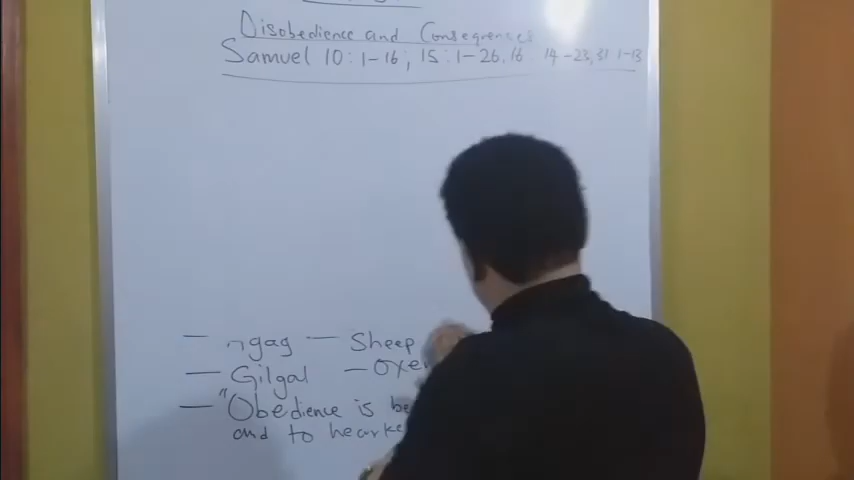 Disobedience and Consequences
Samuel 10:1-16; 15:1-26, 16 14-23, 31 1-13
— ngag — Sheep
— Gilgal — oxen
— "Obedience is be
and to hearke